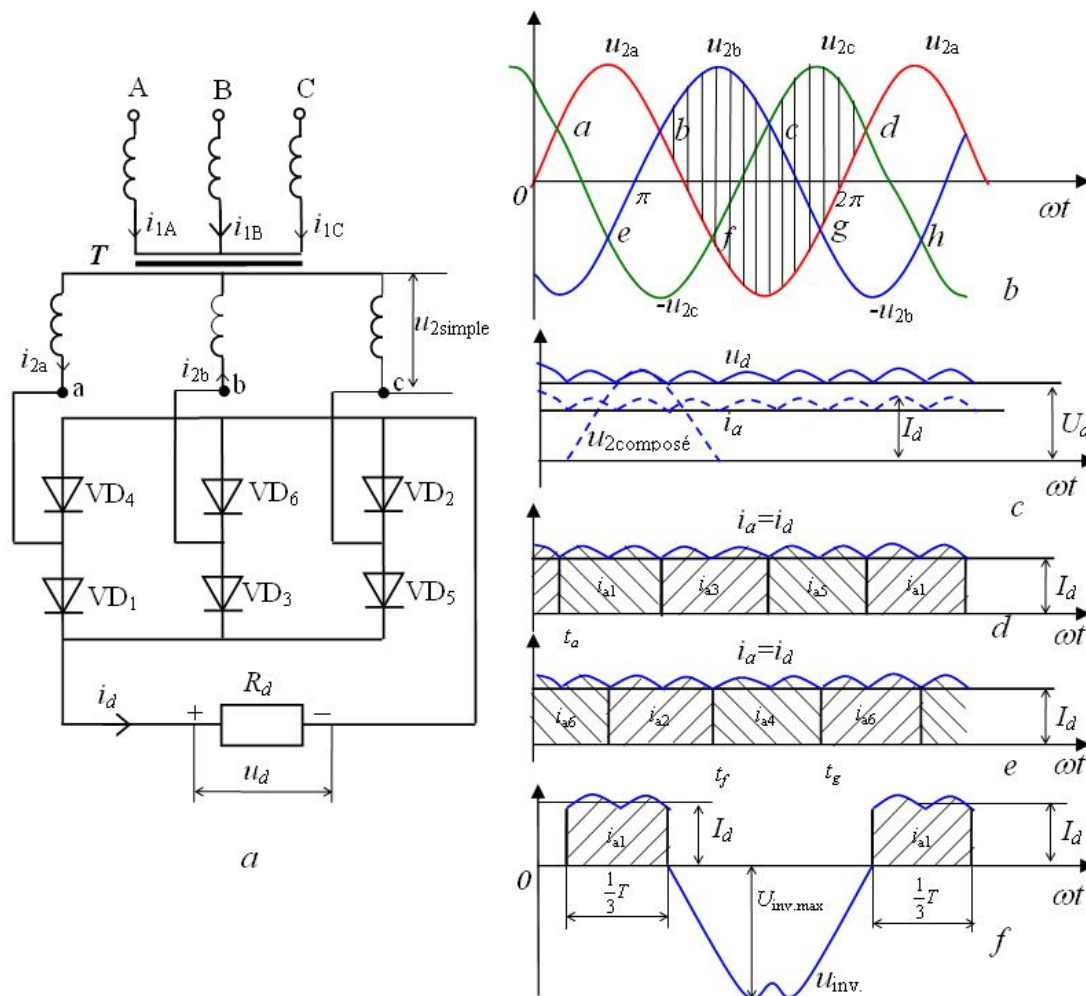 A B C
i1A i1B i1C
T
u2simple
i2a i2b
a b c
VD4 VD6 VD2
VD1 VD3 VD5
id Rd
+ −
ud
a
u2a u2b u2c u2a
a b c d
0 π 2π ωt
e f g h
-u2c -u2b
b
ud
ia Id Ud
u2composé
ωt
c
ia=id
ia1 ia3 ia5 ia1 Id
ta d ωt
ia=id
ia6 ia2 ia4 ia6 Id
tf tg e ωt
ia1 Id ia1 Id
0 ωt
1/3 T Uinv.max 1/3 T
f
uinv.